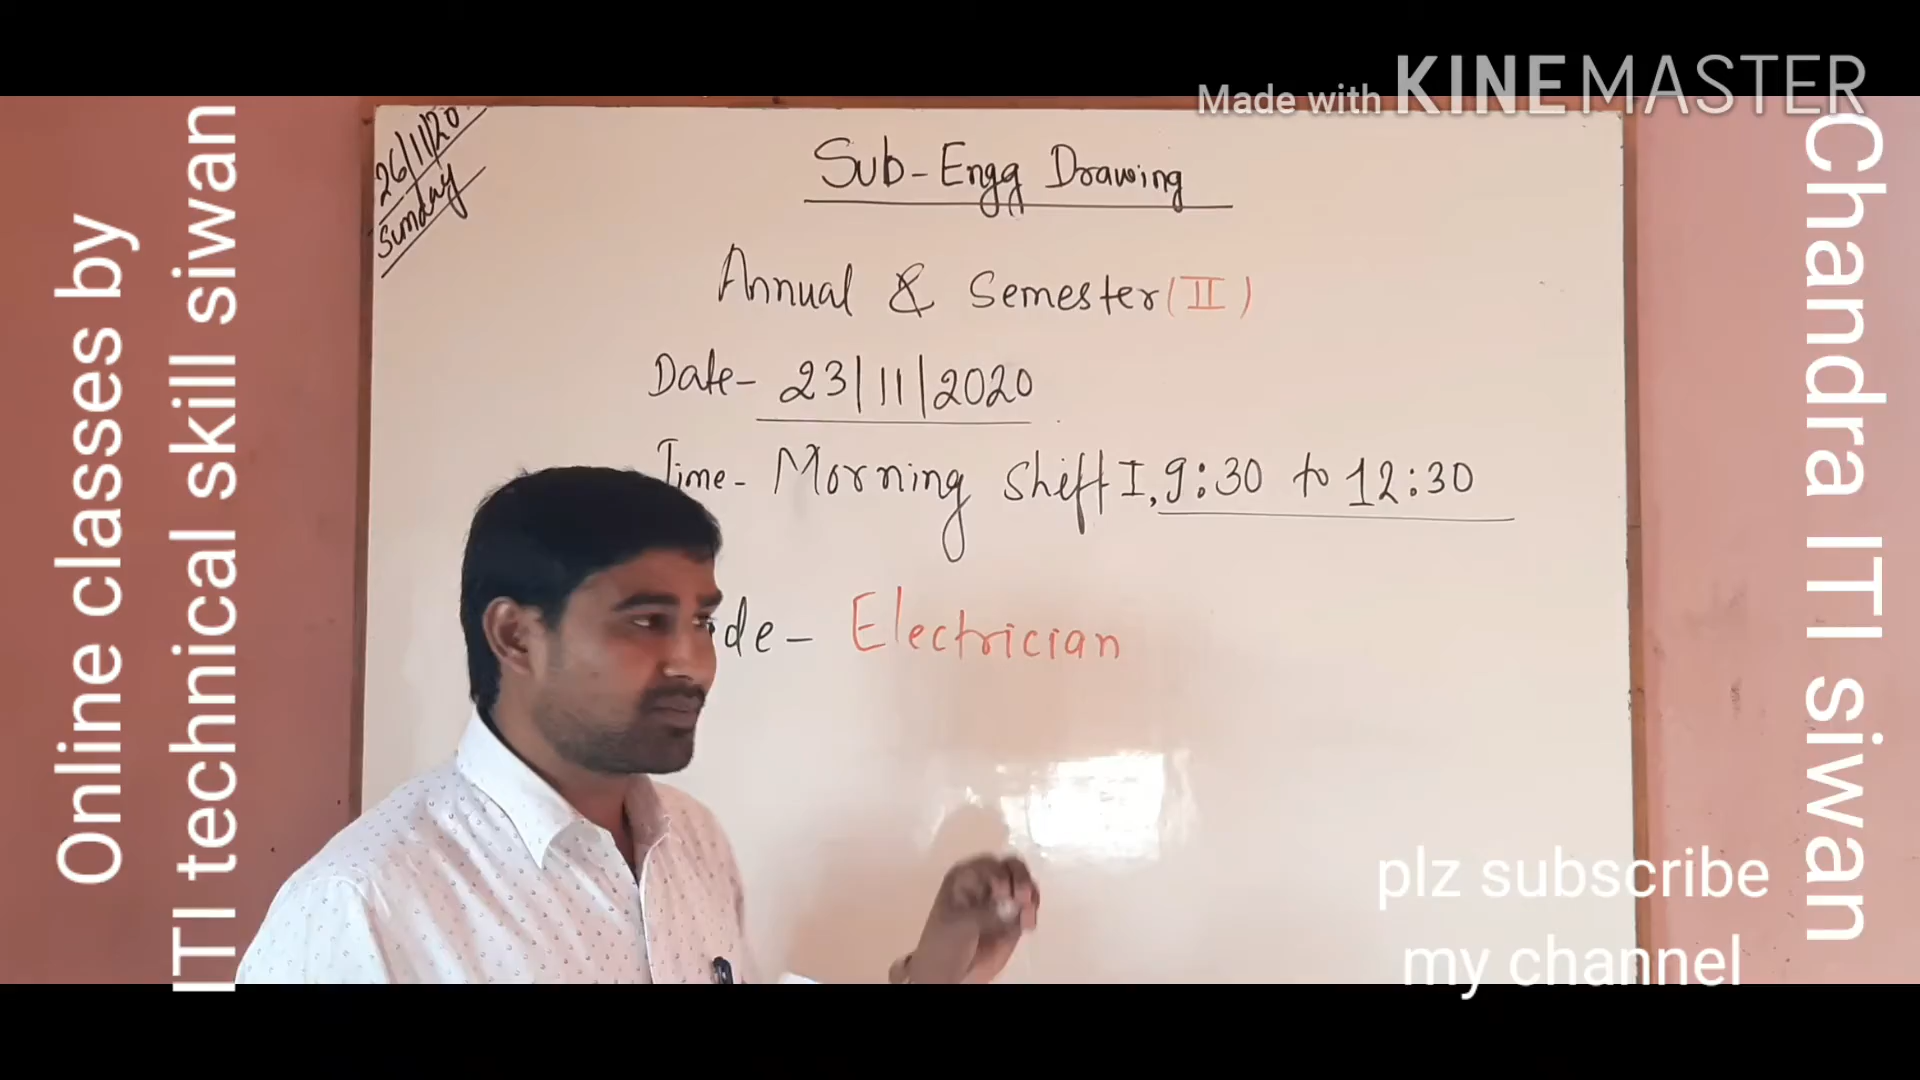 Made with KINEMASTER
26/11/20
Sunday
Sub-Engg Drawing
Annual & Semester (II)
Date- 23/11/2020
Time- Morning Shift I, 9:30 to 12:30
de- Electrician
Online classes by
ITI technical skill siwan
Chandra ITI siwan
plz subscribe
my channel